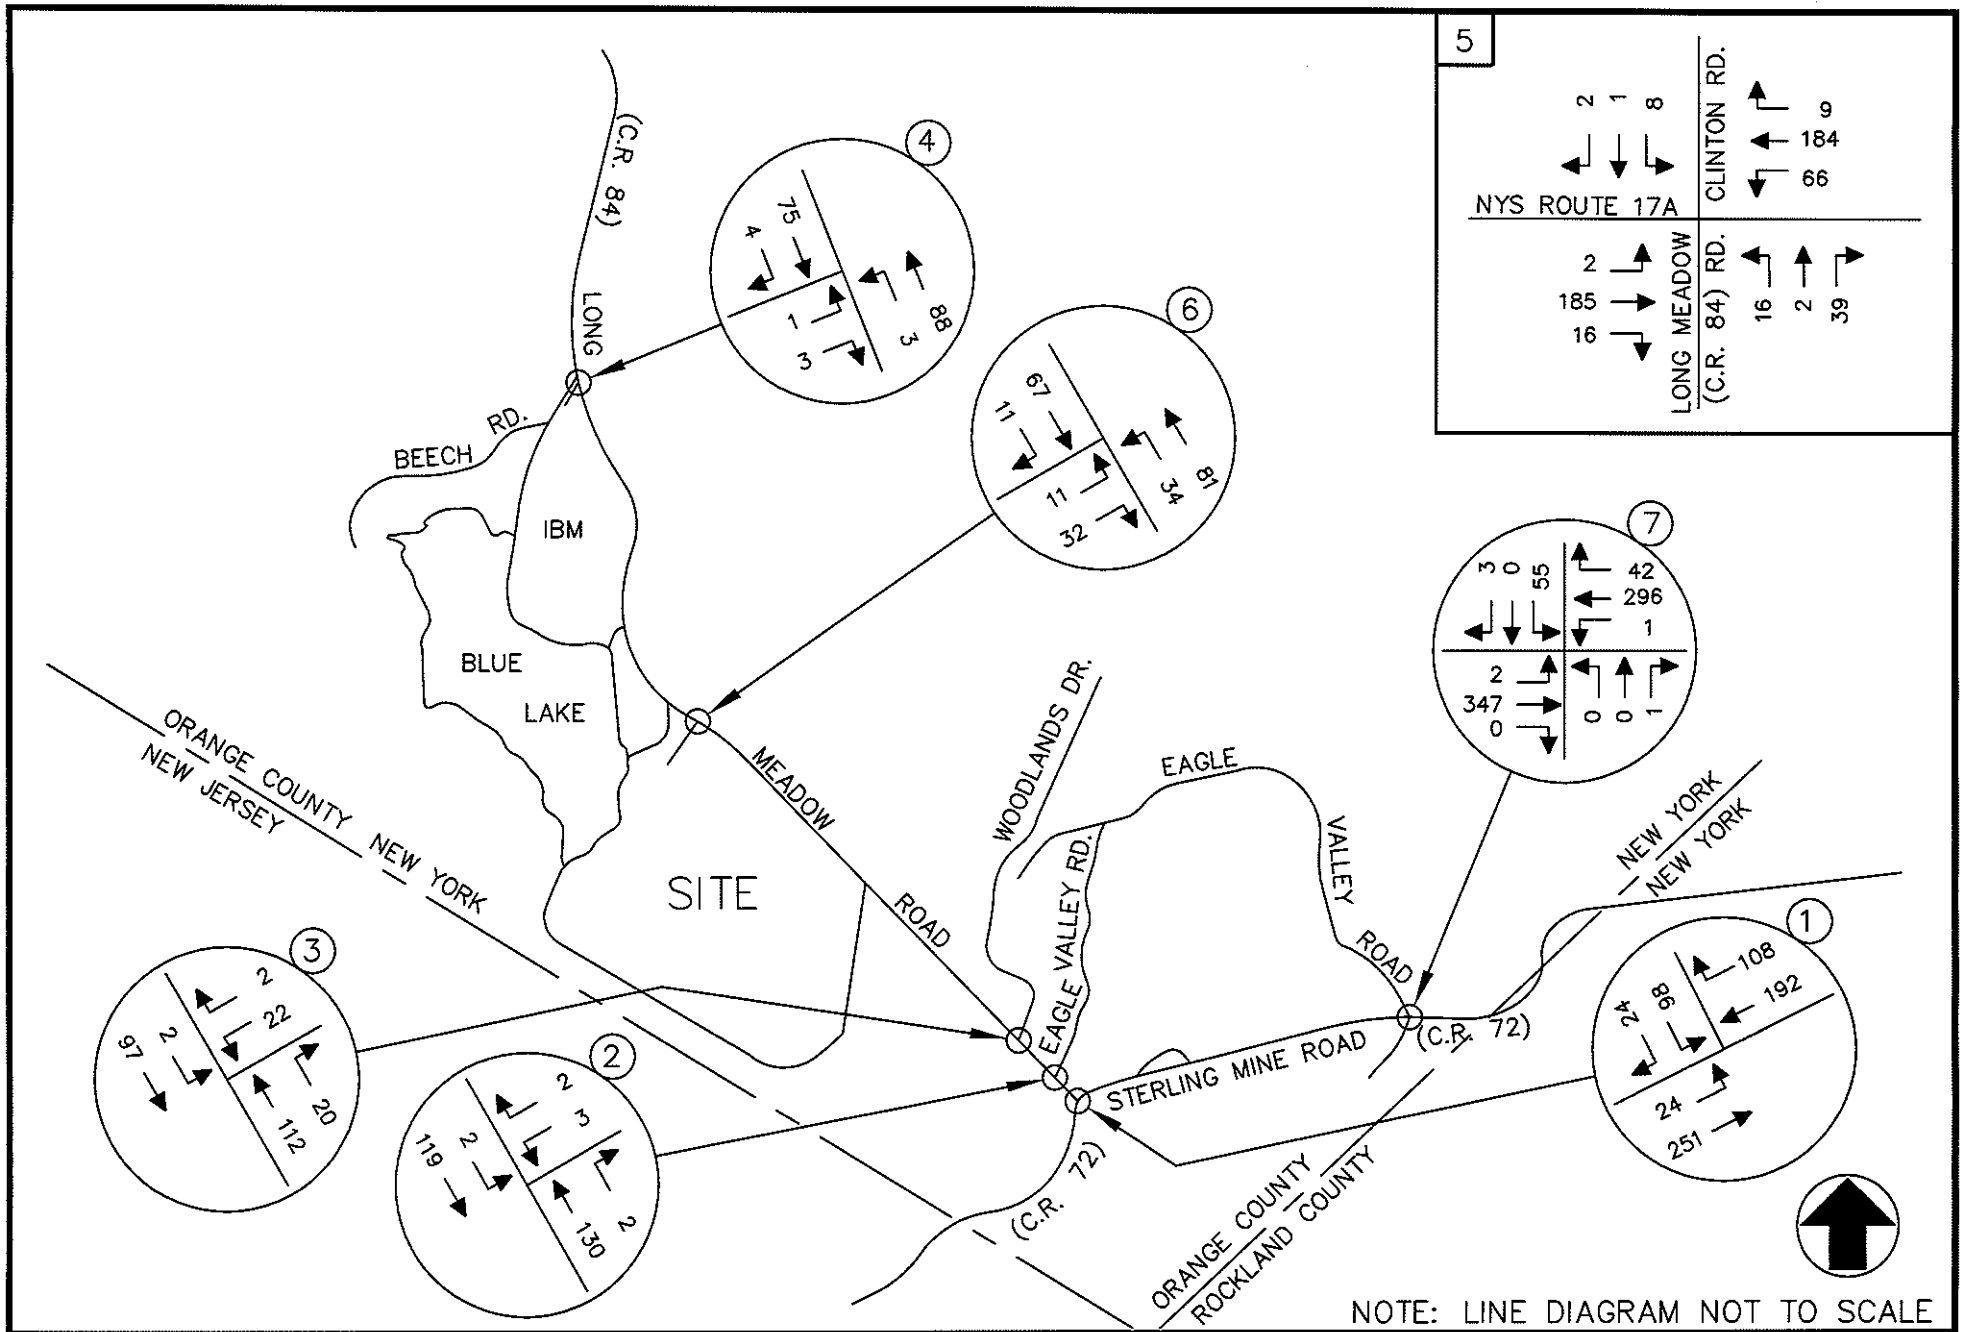 5
2 1 8
CLINTON RD.
9
184
66
NYS ROUTE 17A
2
185
16
LONG MEADOW
(C.R. 84) RD.
16 2 39
(C.R. 84)
LONG
4
75
4
1
3
88
3
6
67
11
11
32
34
81
BEECH RD.
IBM
BLUE
LAKE
7
3 0 55
42
296
1
2
347
0
0 0 1
ORANGE COUNTY NEW YORK
NEW JERSEY
MEADOW
ROAD
WOODLANDS DR.
EAGLE VALLEY RD.
EAGLE
VALLEY
ROAD
NEW YORK
NEW YORK
SITE
3
2
22
97
2
20
112
2
2
3
119
2
2
130
1
108
192
24
98
24
251
STERLING MINE ROAD
(C.R. 72)
(C.R. 72)
ORANGE COUNTY
ROCKLAND COUNTY
NOTE: LINE DIAGRAM NOT TO SCALE